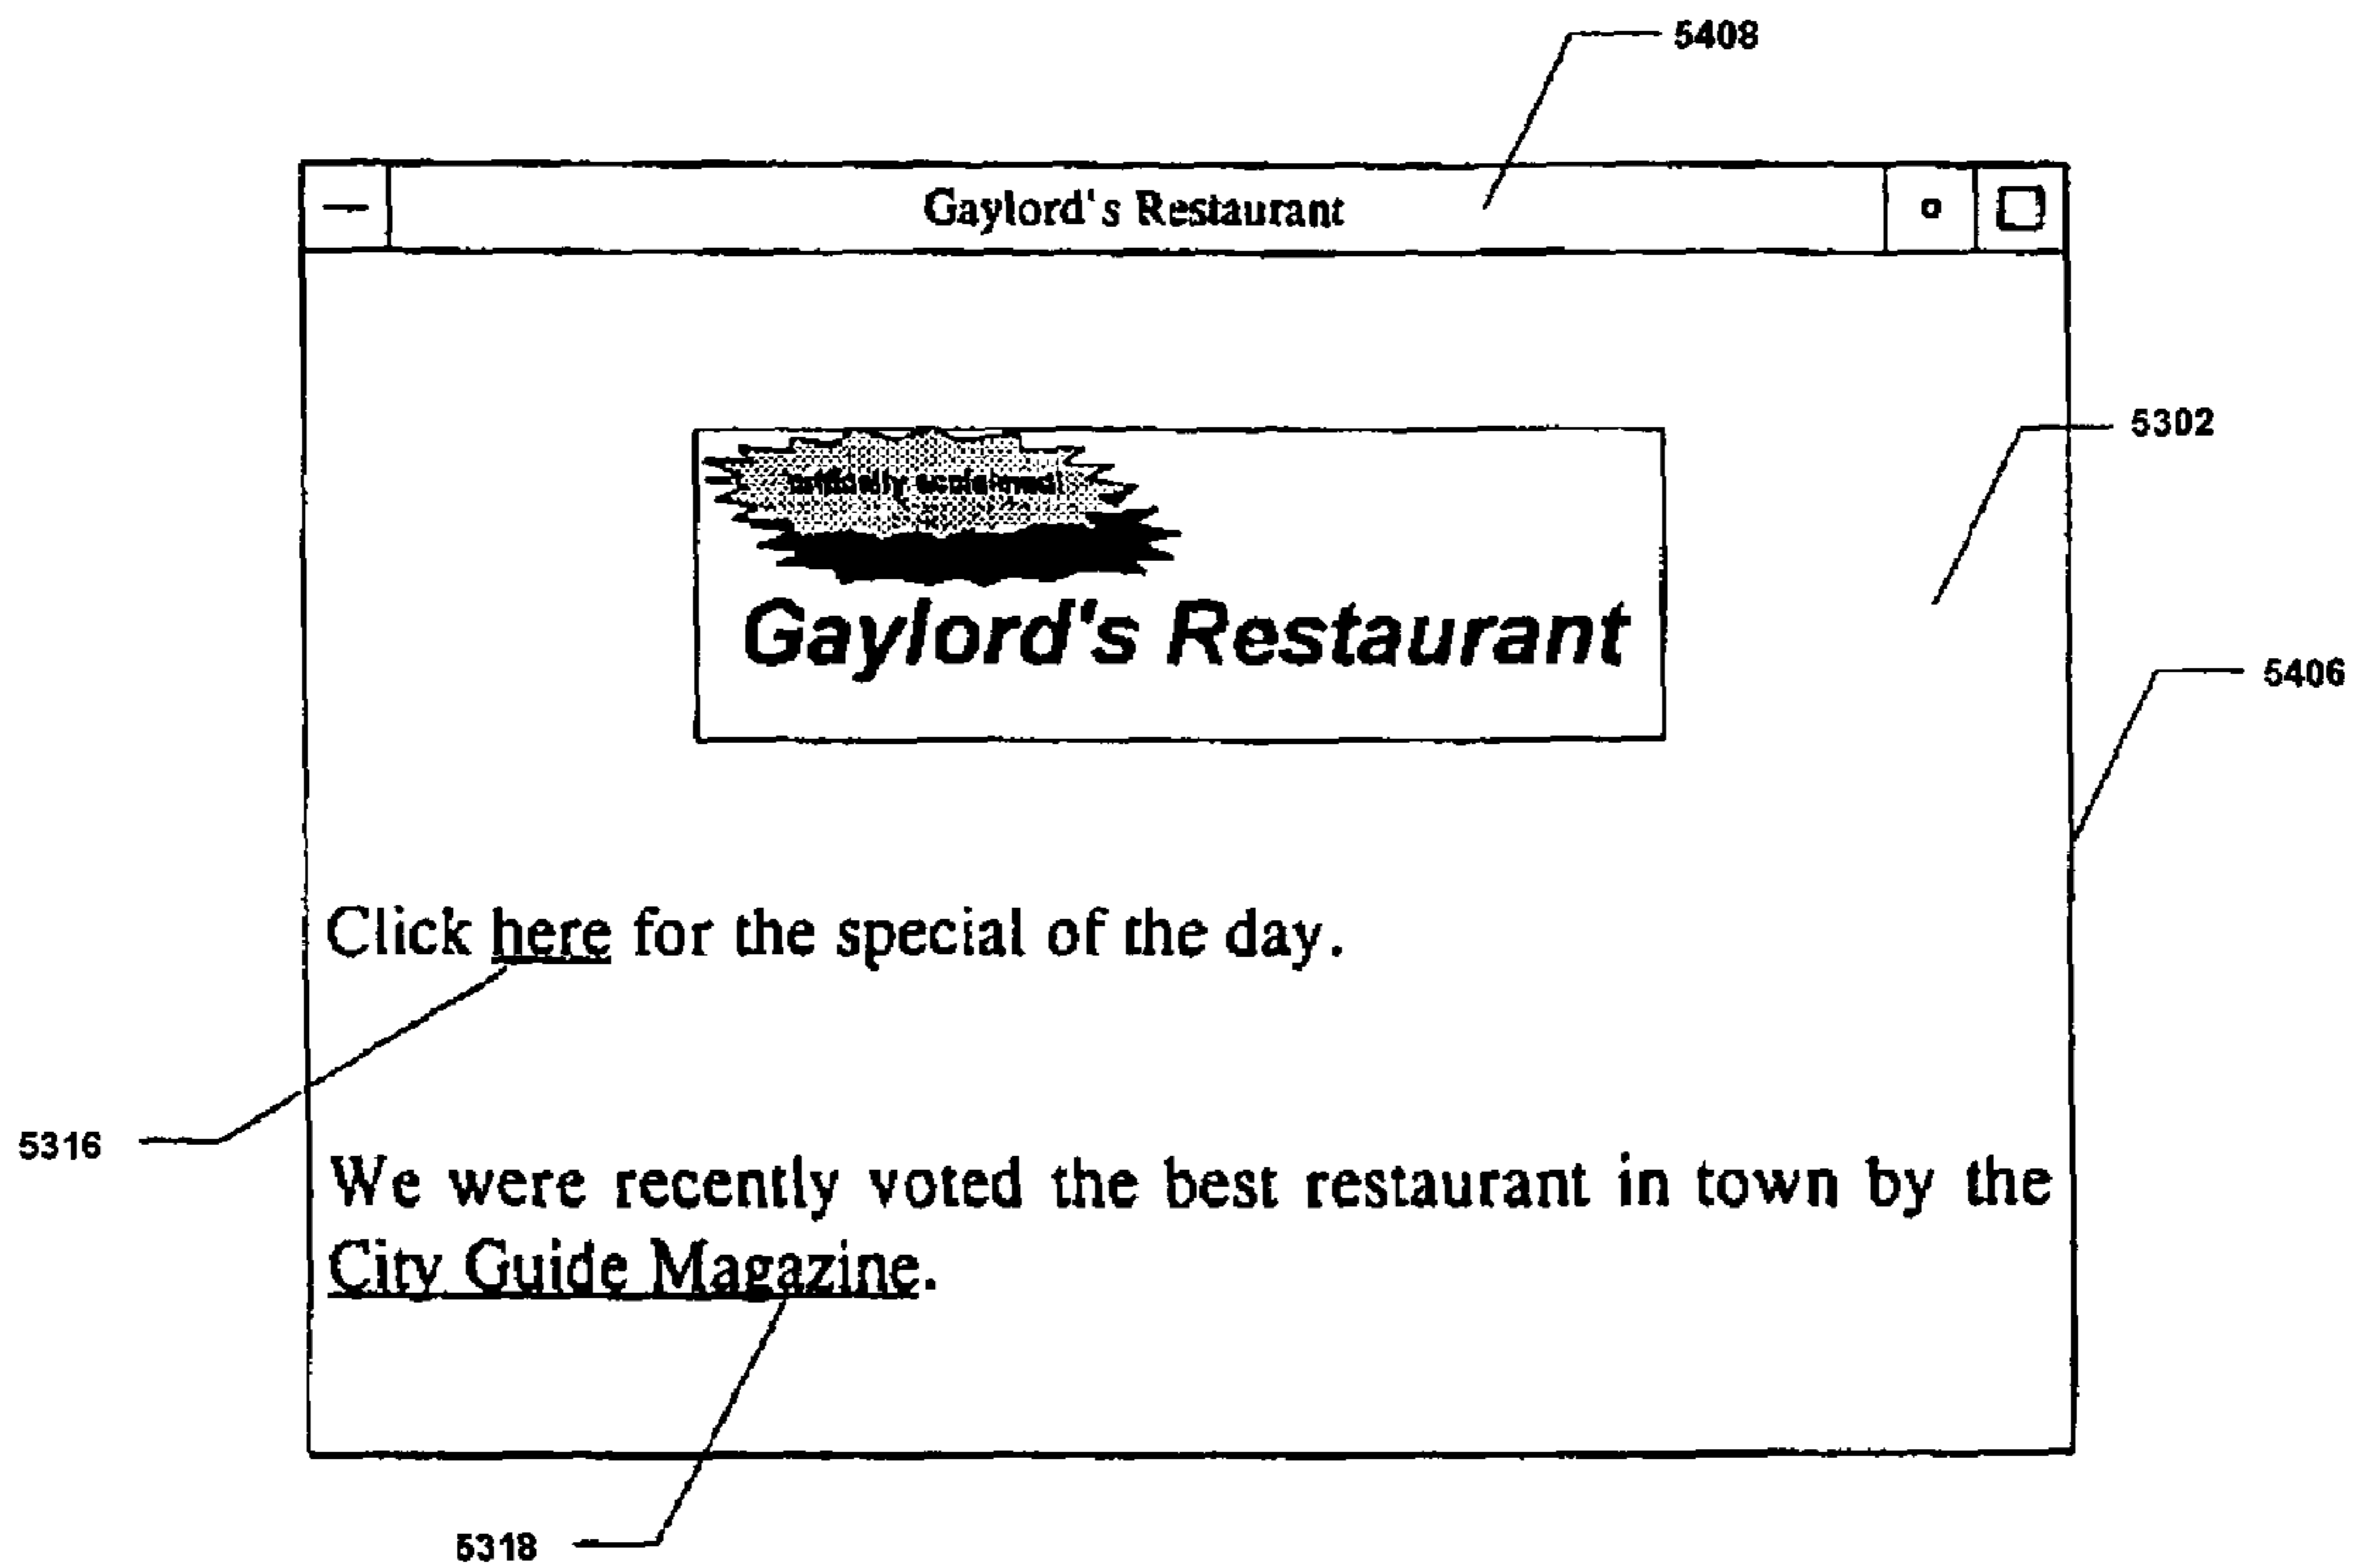 5408
Gaylord's Restaurant
5302
Gaylord's Restaurant
5406
Click here for the special of the day.
5316
We were recently voted the best restaurant in town by the
City Guide Magazine.
5318